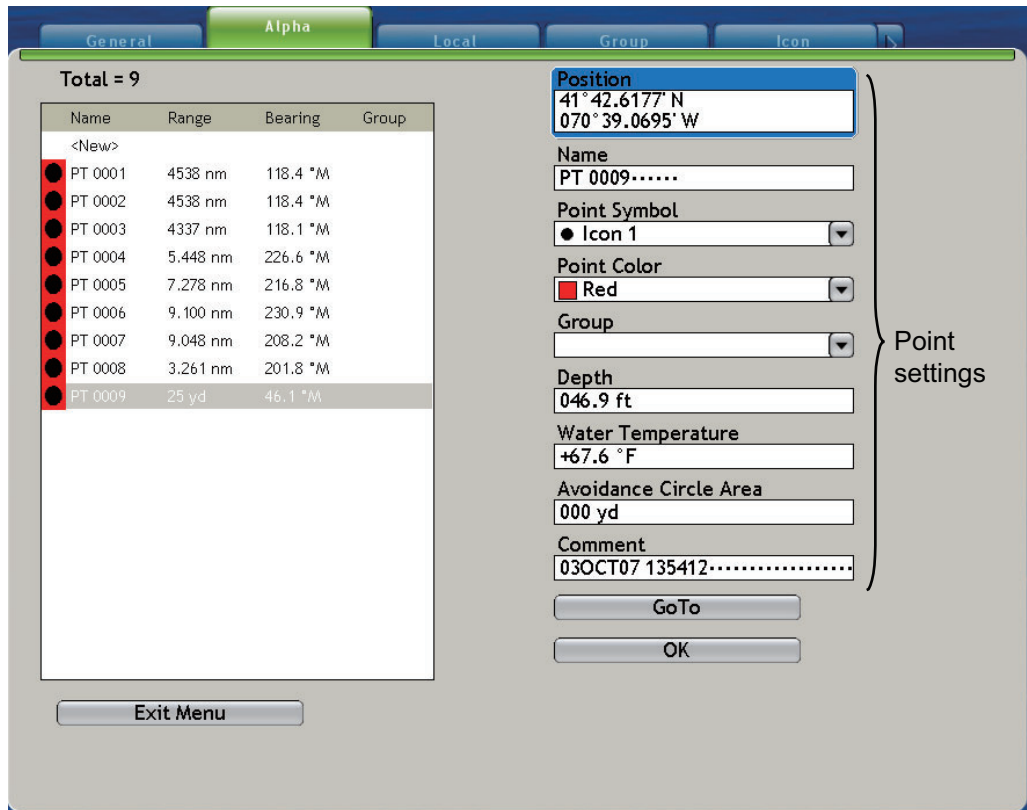 General Alpha Local Group Icon
Total = 9
Name Range Bearing Group
<New>
PT 0001 4538 nm 118.4 °M
PT 0002 4538 nm 118.4 °M
PT 0003 4337 nm 118.1 °M
PT 0004 5.448 nm 226.6 °M
PT 0005 7.278 nm 216.8 °M
PT 0006 9.100 nm 230.9 °M
PT 0007 9.048 nm 208.2 °M
PT 0008 3.261 nm 201.8 °M
PT 0009 25 yd 46.1 °M
Exit Menu
Position
41°42.6177' N
070°39.0695' W
Name
PT 0009······
Point Symbol
Icon 1
Point Color
Red
Group
Depth
046.9 ft
Water Temperature
+67.6 °F
Avoidance Circle Area
000 yd
Comment
03OCT07 135412··················
GoTo
OK
Point
settings